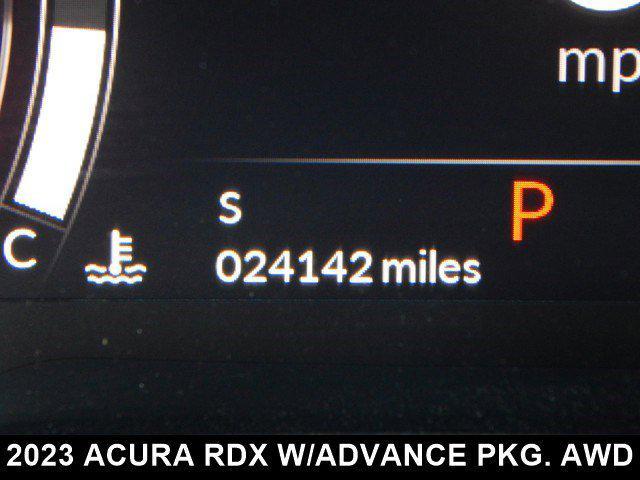 mp
S
P
024142 miles
C
2023 ACURA RDX W/ADVANCE PKG. AWD